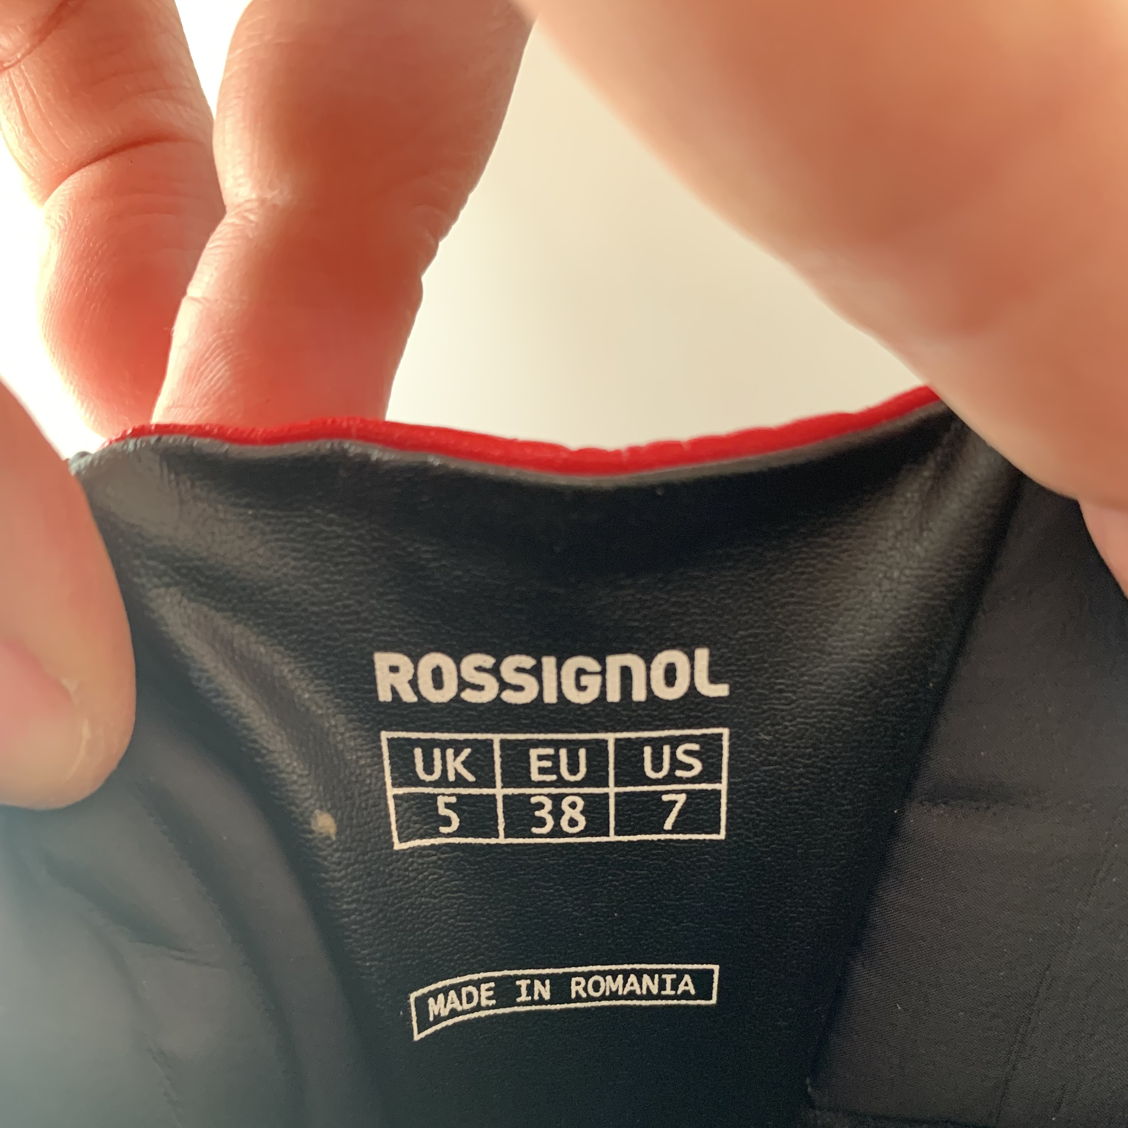 ROSSIGNOL
UK EU US
5 38 7
MADE IN ROMANIA